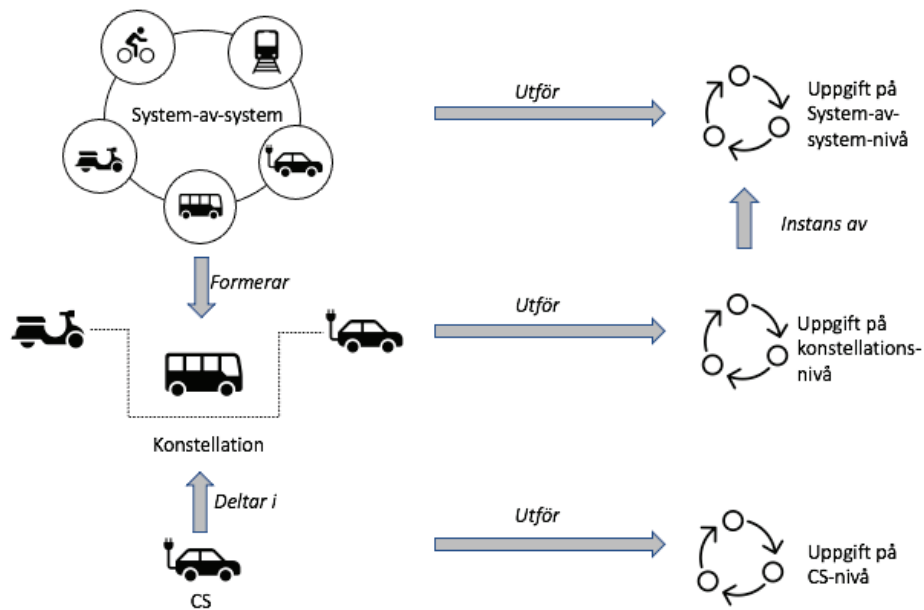 System-av-system
Utför
Uppgift på
System-av-
system-nivå
Formerar
Instans av
Utför
Uppgift på
konstellations-
nivå
Konstellation
Deltar i
Utför
Uppgift på
CS-nivå
CS